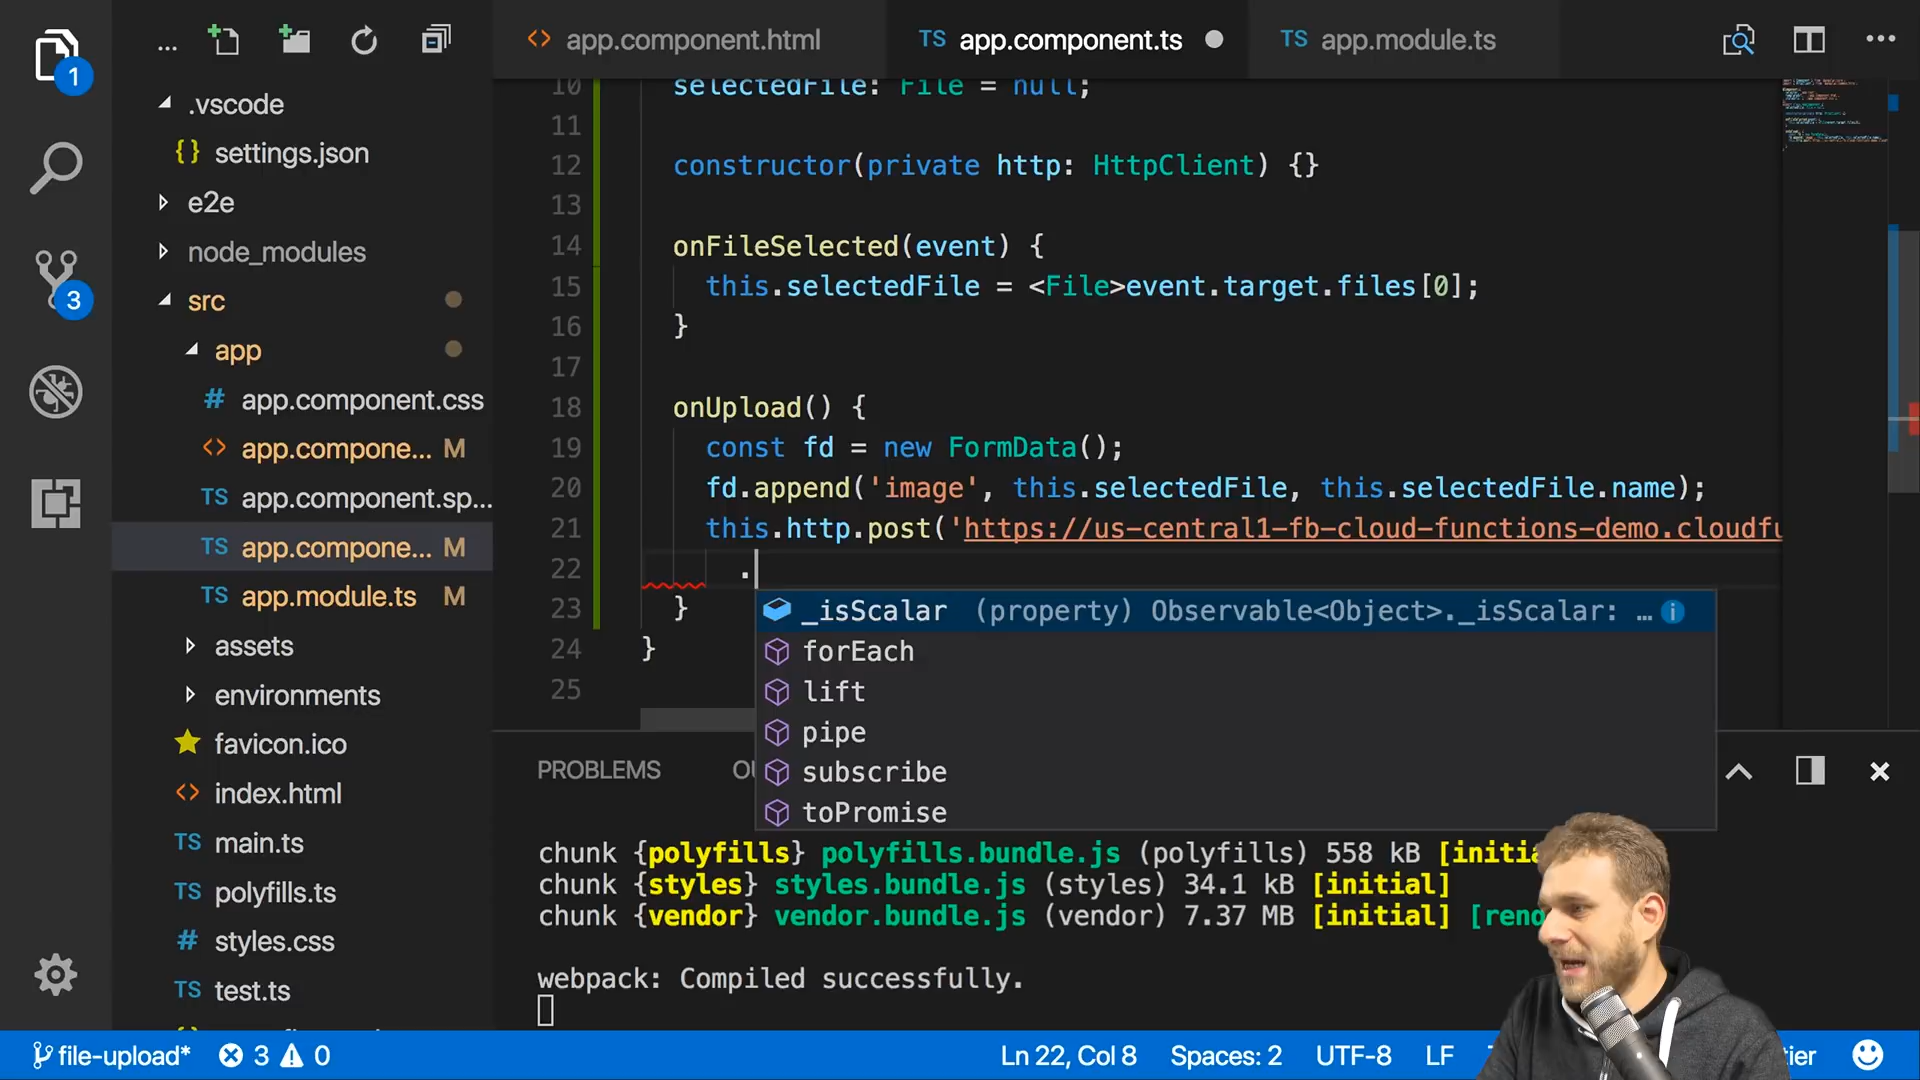 1
3
...
.vscode
{} settings.json
e2e
node_modules
src
app
# app.component.css
<> app.compone... M
TS app.component.sp...
TS app.compone... M
TS app.module.ts M
assets
environments
favicon.ico
<> index.html
TS main.ts
TS polyfills.ts
# styles.css
TS test.ts
<> app.component.html
TS app.component.ts
TS app.module.ts
10 selectedFile: File = null;
11
12 constructor(private http: HttpClient) {}
13
14 onFileSelected(event) {
15 this.selectedFile = <File>event.target.files[0];
16 }
17
18 onUpload() {
19 const fd = new FormData();
20 fd.append('image', this.selectedFile, this.selectedFile.name);
21 this.http.post('https://us-central1-fb-cloud-functions-demo.cloudfu
22 .
23 }
24 }
25
_isScalar (property) Observable<Object>._isScalar: …
forEach
lift
pipe
subscribe
toPromise
PROBLEMS OU
chunk {polyfills} polyfills.bundle.js (polyfills) 558 kB [initia
chunk {styles} styles.bundle.js (styles) 34.1 kB [initial]
chunk {vendor} vendor.bundle.js (vendor) 7.37 MB [initial] [rend
webpack: Compiled successfully.
file-upload* 3 0 Ln 22, Col 8 Spaces: 2 UTF-8 LF tier